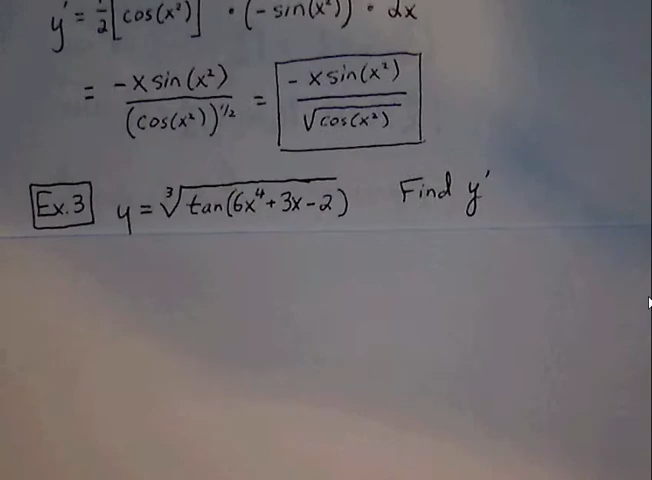 y' = 1/2 [cos(x²)] · (-sin(x²)) · 2x
= -x sin(x²) / (cos(x²))^1/2 = -x sin(x²) / √cos(x²)
Ex.3 y = ∛tan(6x⁴+3x-2) Find y'